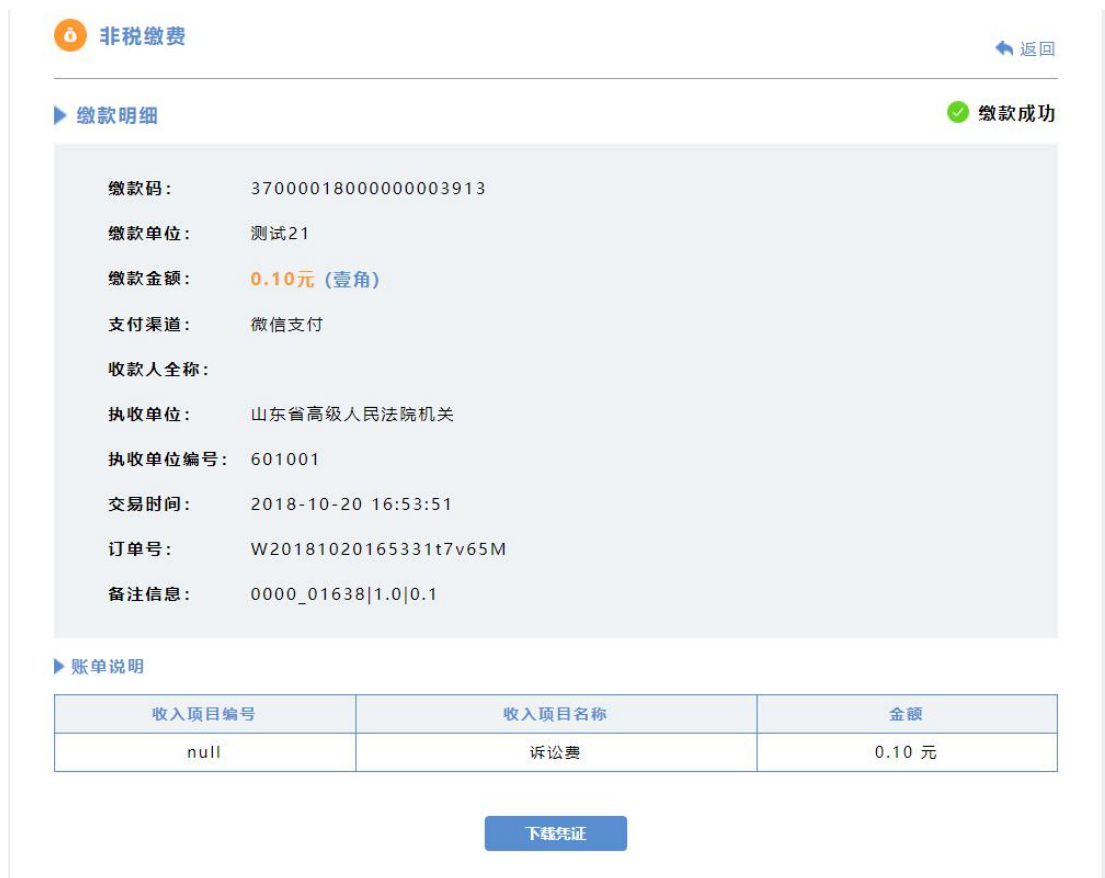 非税缴费
返回
缴款明细
缴款成功
缴款码： 37000018000000003913
缴款单位： 测试21
缴款金额： 0.10元 (壹角)
支付渠道： 微信支付
收款人全称：
执收单位： 山东省高级人民法院机关
执收单位编号： 601001
交易时间： 2018-10-20 16:53:51
订单号： W20181020165331t7v65M
备注信息： 0000_01638|1.0|0.1
账单说明
收入项目编号 收入项目名称 金额
null 诉讼费 0.10 元
下载凭证